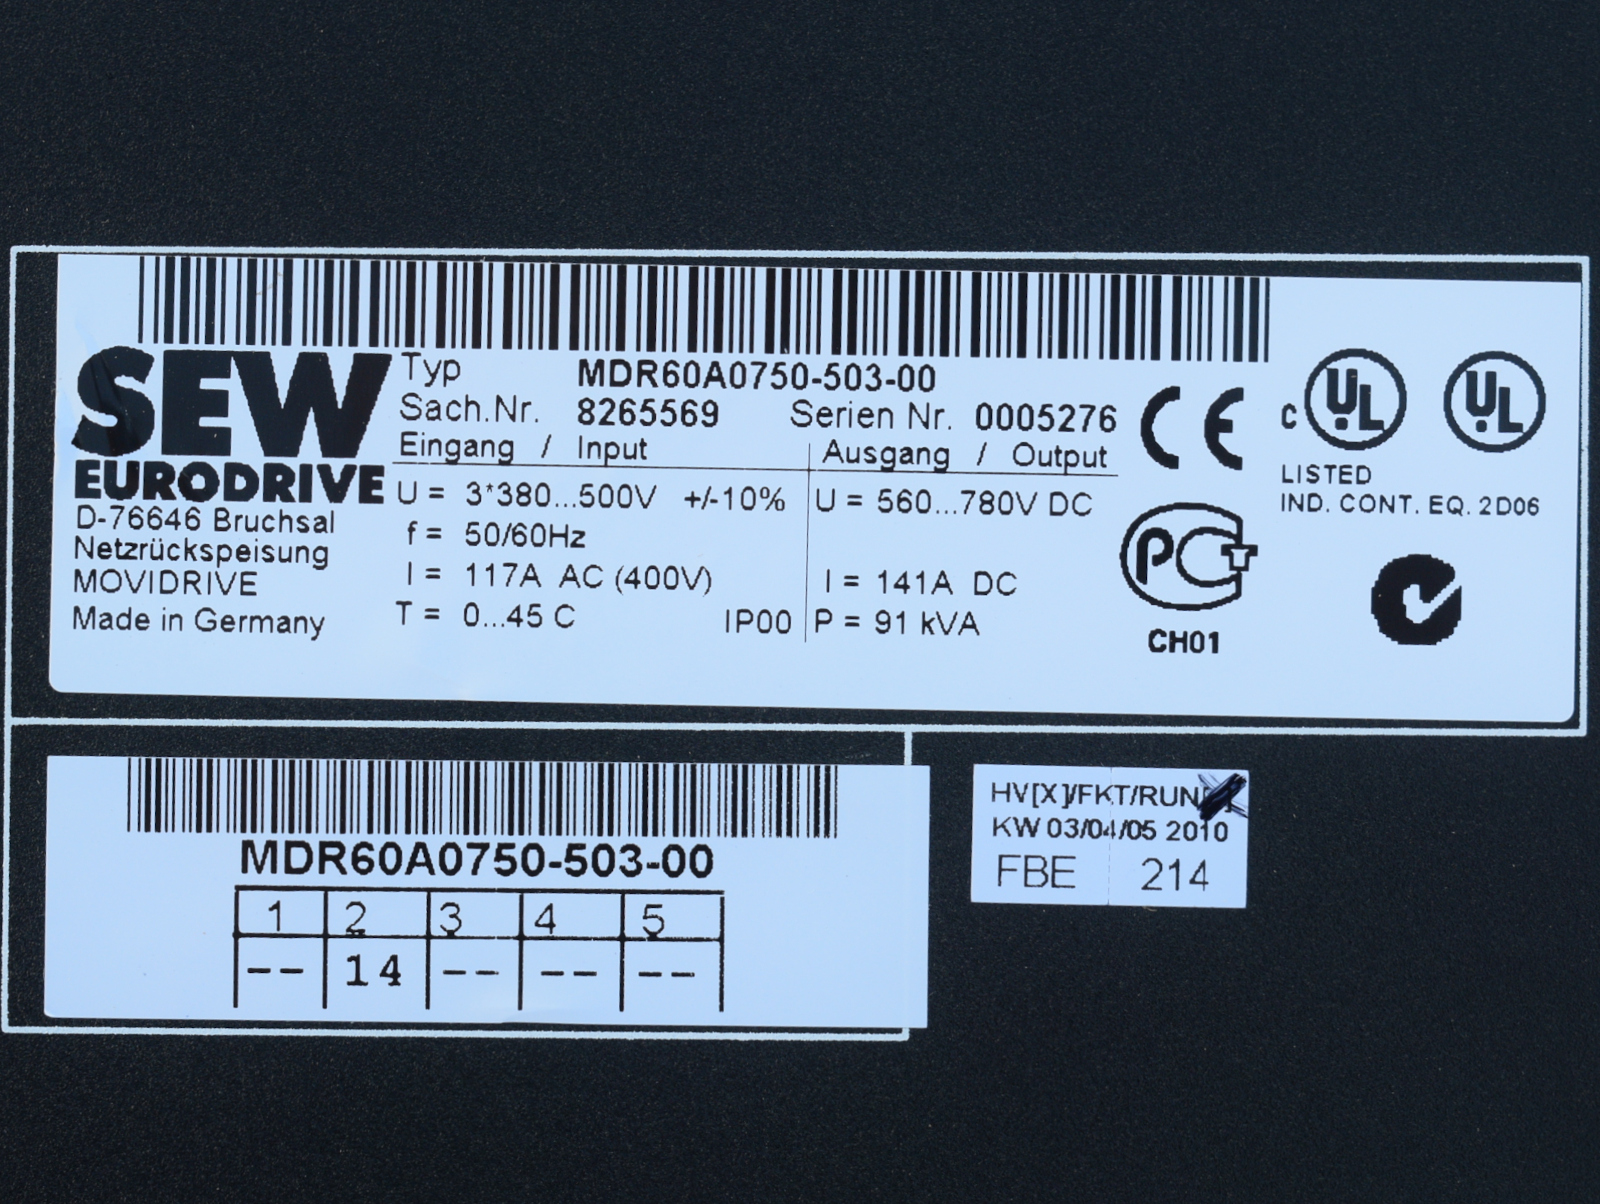 SEW
EURODRIVE
D-76646 Bruchsal
Netzrückspeisung
MOVIDRIVE
Made in Germany
Typ MDR60A0750-503-00
Sach.Nr. 8265569 Serien Nr. 0005276
Eingang / Input Ausgang / Output
U = 3*380...500V +/-10% U = 560...780V DC
f = 50/60Hz
I = 117A AC (400V) I = 141A DC
T = 0...45 C IP00 P = 91 kVA
CE
PCT
CH01
c UL UL
LISTED
IND. CONT. EQ. 2D06
MDR60A0750-503-00
1 2 3 4 5
-- 14 -- -- --
HV[X]/FKT/RUN
KW 03/04/05 2010
FBE 214